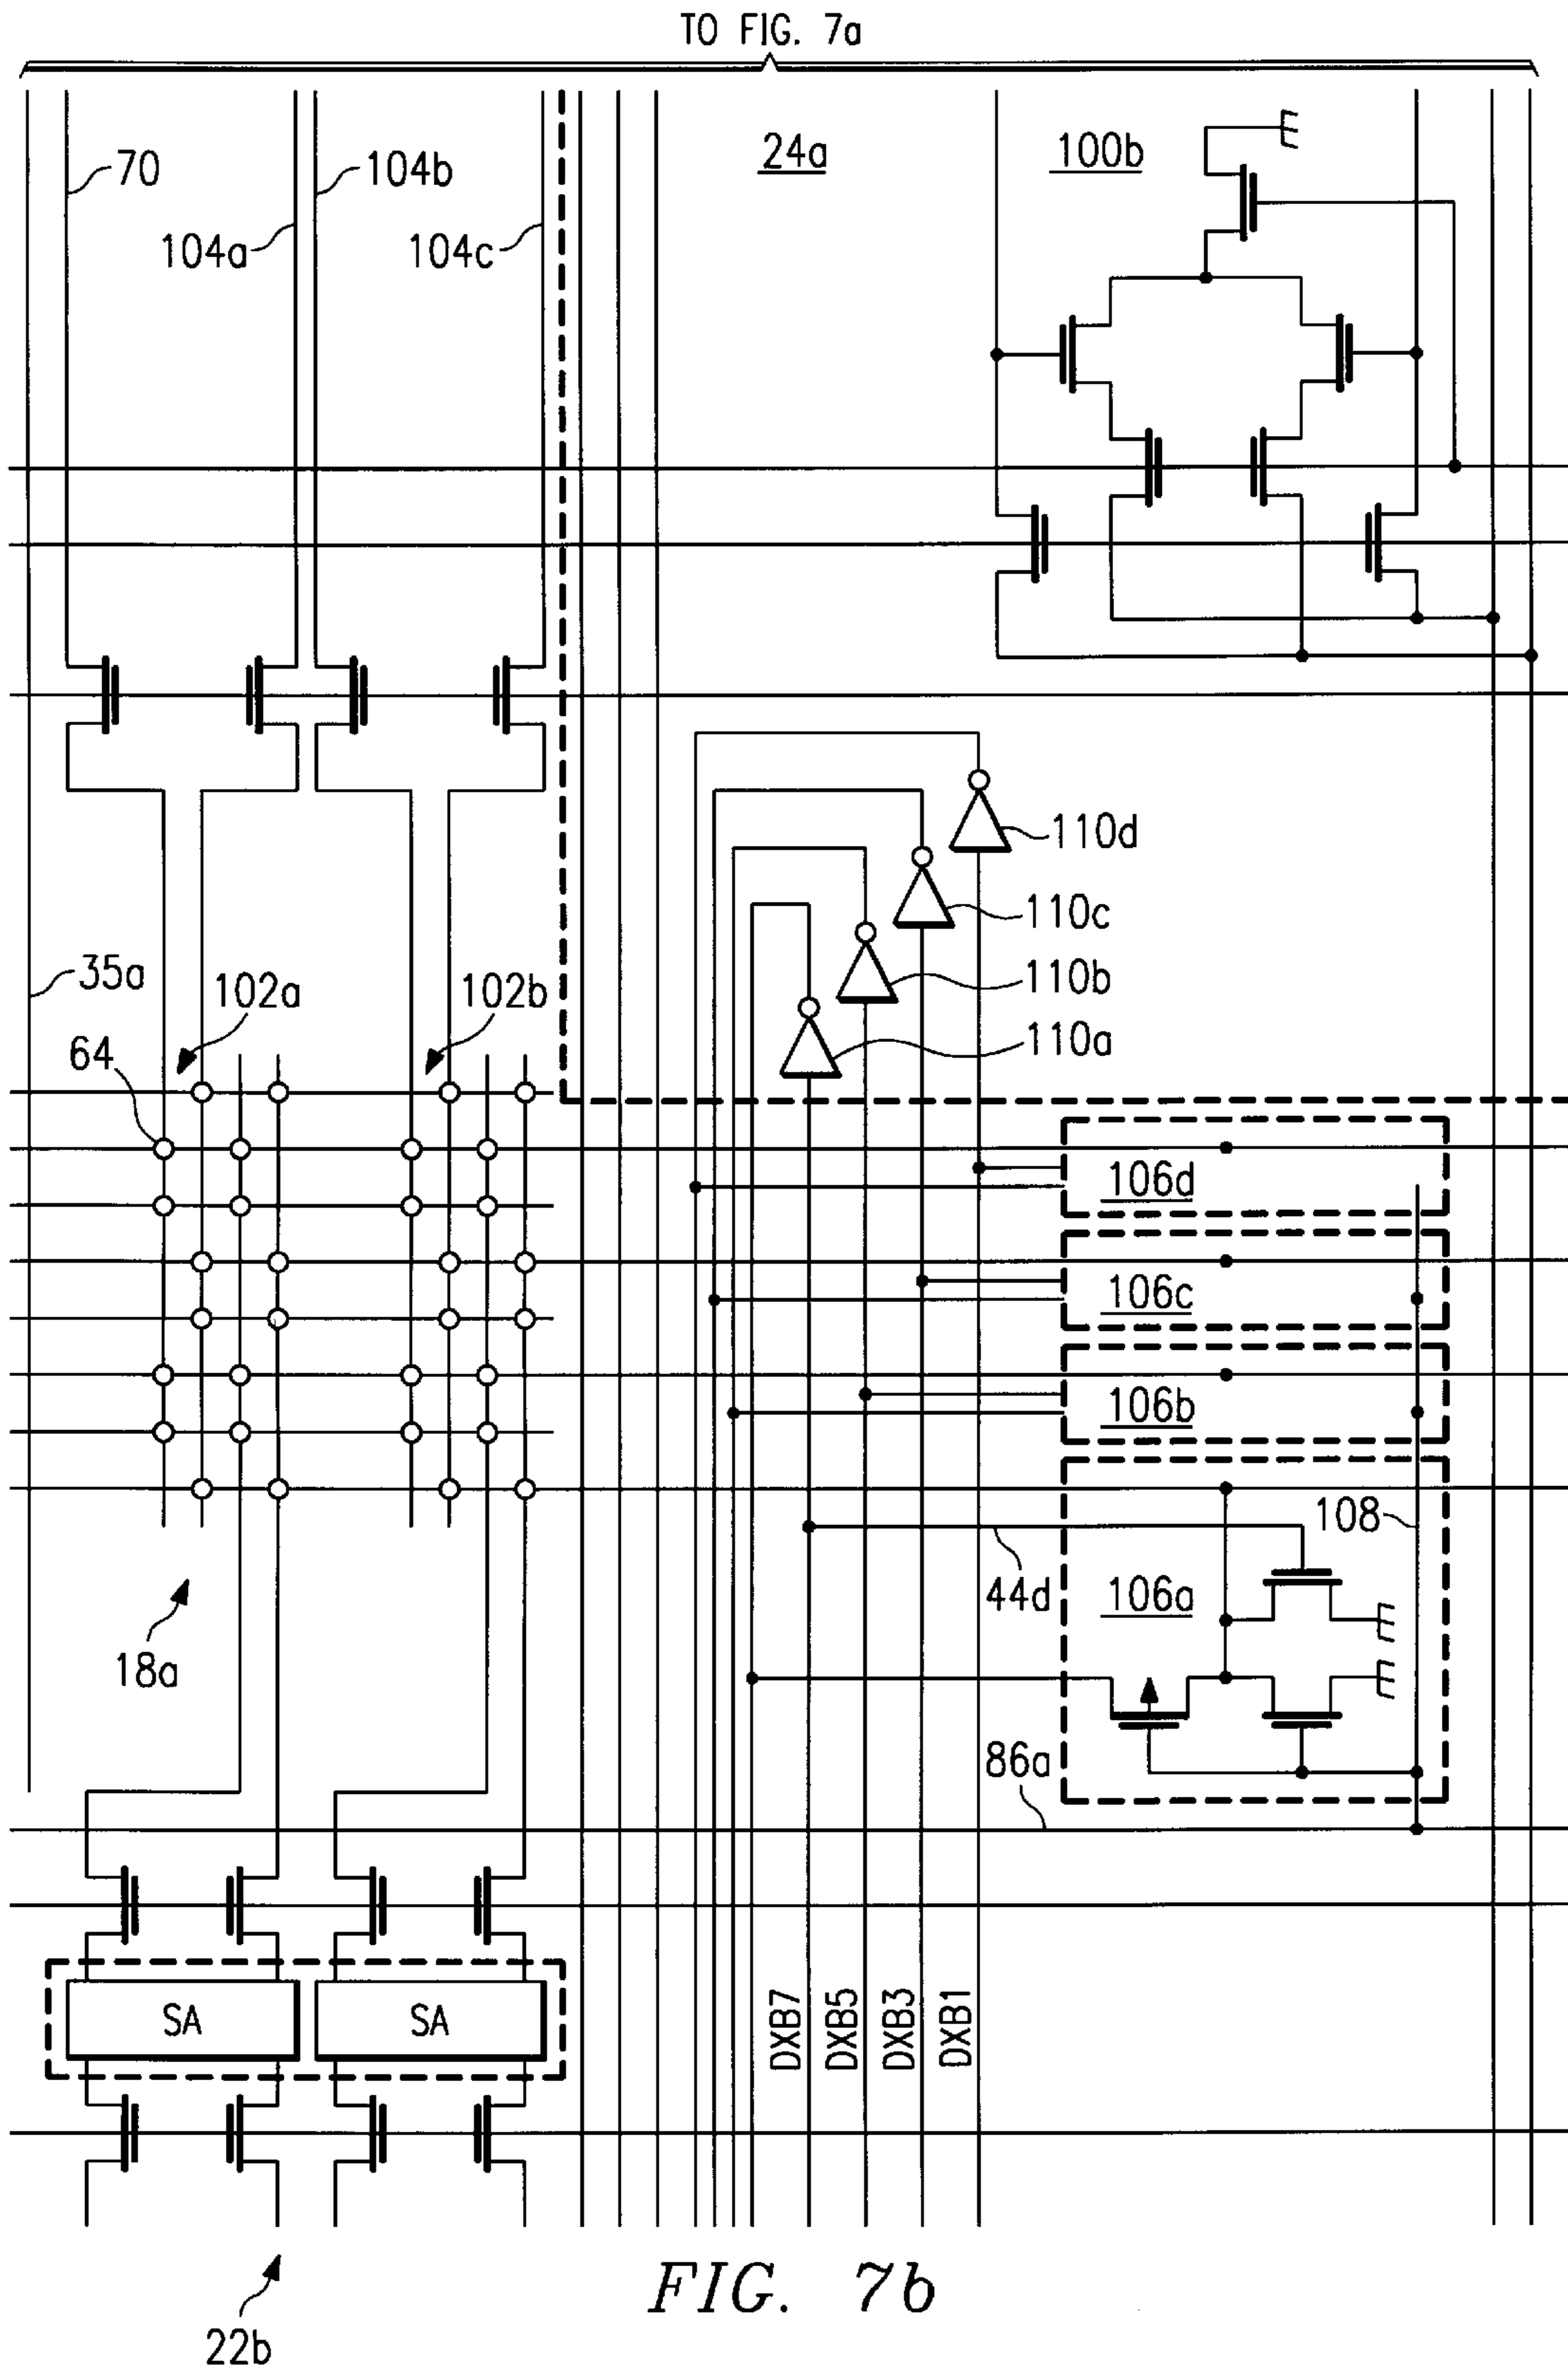 TO FIG. 7a
24a
100b
70
104b
104a
104c
110d
110c
35a
102a
102b
110b
110a
64
106d
106c
106b
108
44d
106a
18a
86a
SA
SA
DXB7
DXB5
DXB3
DXB1
FIG. 7b
22b